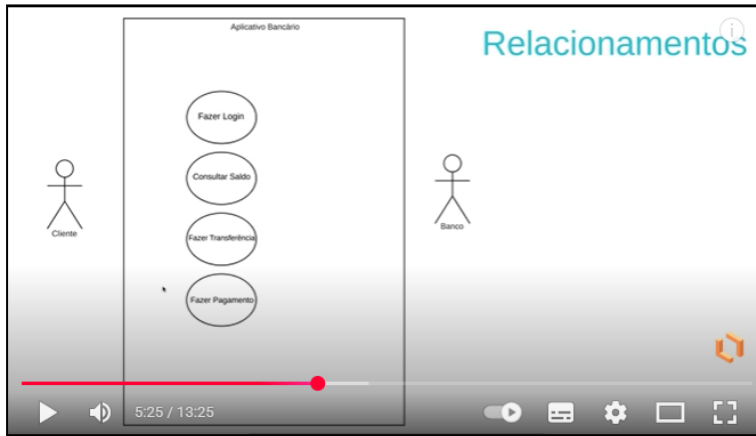 Aplicativo Bancário
Relacionamentos
Fazer Login
Consultar Saldo
Fazer Transferência
Fazer Pagamento
Cliente
Banco
5:25 / 13:25